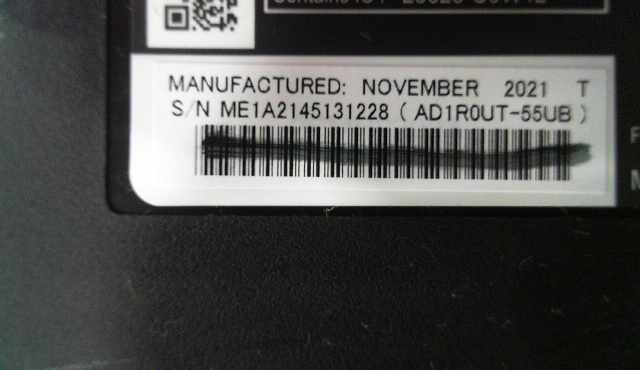 MANUFACTURED: NOVEMBER 2021 T
S/N ME1A2145131228 ( AD1R0UT-55UB )